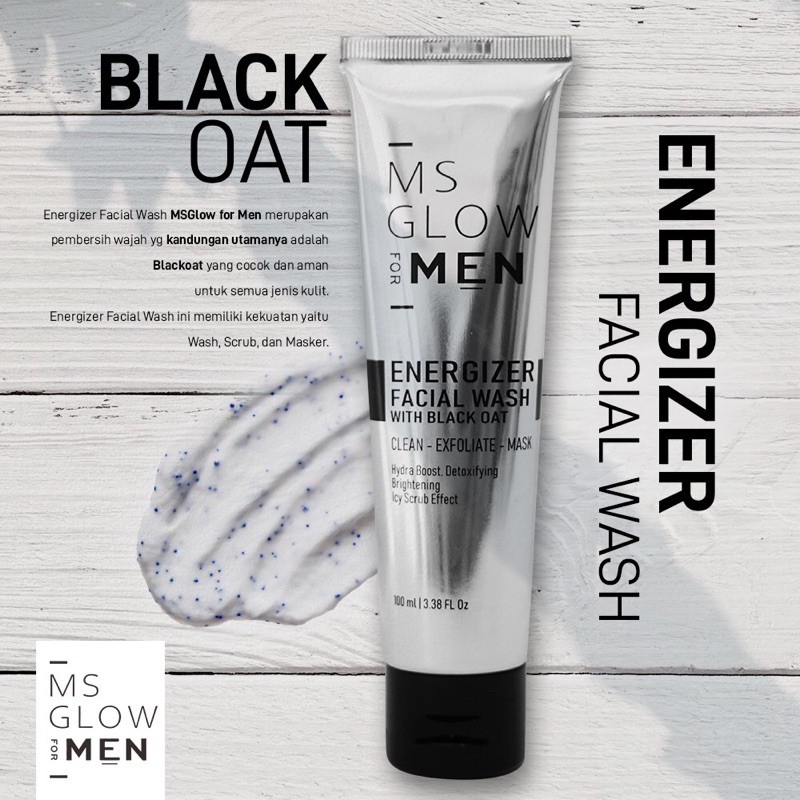 BLACK
OAT
Energizer Facial Wash MSGlow for Men merupakan
pembersih wajah yg kandungan utamanya adalah
Blackoat yang cocok dan aman
untuk semua jenis kulit.
Energizer Facial Wash ini memiliki kekuatan yaitu
Wash, Scrub, dan Masker.
MS
GLOW
FOR MEN
ENERGIZER
FACIAL WASH
WITH BLACK OAT
CLEAN - EXFOLIATE - MASK
Hydra Boost, Detoxifying
Brightening
Icy Scrub Effect
100 ml | 3.38 FL Oz
ENERGIZER
FACIAL WASH
MS
GLOW
FOR MEN